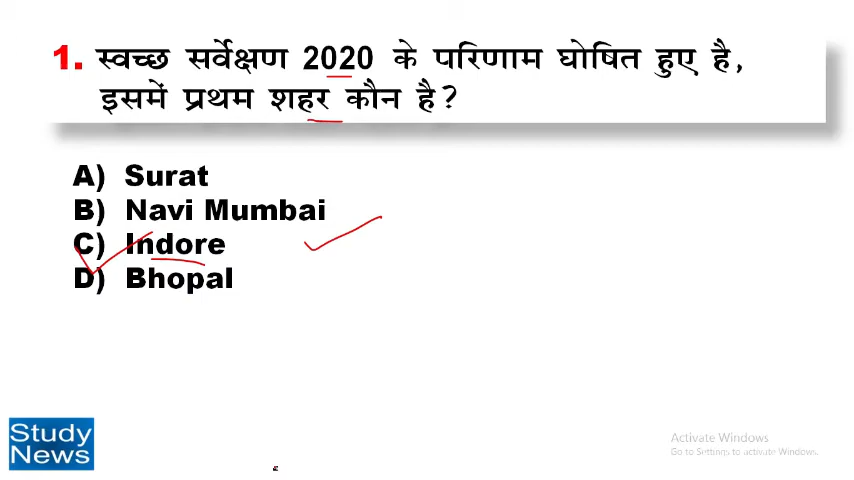 1. स्वच्छ सर्वेक्षण 2020 के परिणाम घोषित हुए है,
इसमें प्रथम शहर कौन है?
A) Surat
B) Navi Mumbai
C) Indore
D) Bhopal
Study
News
Activate Windows
Go to Settings to activate Windows.